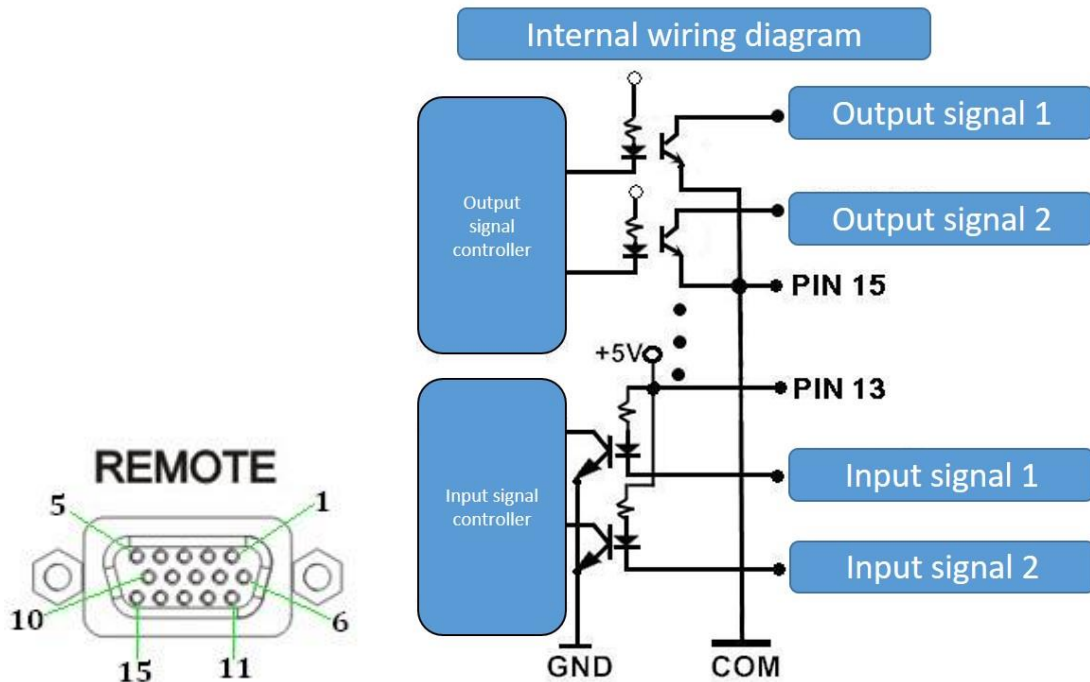 Internal wiring diagram
Output signal 1
Output
signal
controller
Output signal 2
PIN 15
+5V
PIN 13
Input signal
controller
Input signal 1
Input signal 2
GND
COM
REMOTE
5
1
10
6
15
11